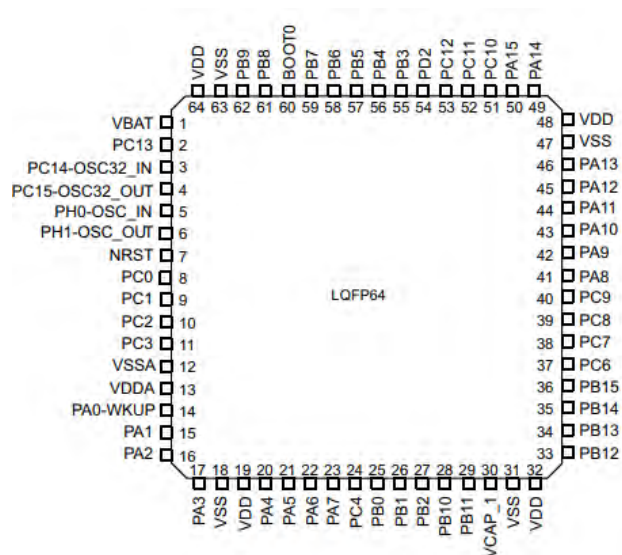 VDD VSS PB9 PB8 BOOT0 PB7 PB6 PB5 PB4 PB3 PD2 PC12 PC11 PC10 PA15 PA14
64 63 62 61 60 59 58 57 56 55 54 53 52 51 50 49
VBAT 1 48 VDD
PC13 2 47 VSS
PC14-OSC32_IN 3 46 PA13
PC15-OSC32_OUT 4 45 PA12
PH0-OSC_IN 5 44 PA11
PH1-OSC_OUT 6 43 PA10
NRST 7 42 PA9
PC0 8 41 PA8
PC1 9 LQFP64 40 PC9
PC2 10 39 PC8
PC3 11 38 PC7
VSSA 12 37 PC6
VDDA 13 36 PB15
PA0-WKUP 14 35 PB14
PA1 15 34 PB13
PA2 16 33 PB12
17 18 19 20 21 22 23 24 25 26 27 28 29 30 31 32
PA3 VSS VDD PA4 PA5 PA6 PA7 PC4 PB0 PB1 PB2 PB10 PB11 VCAP_1 VSS VDD